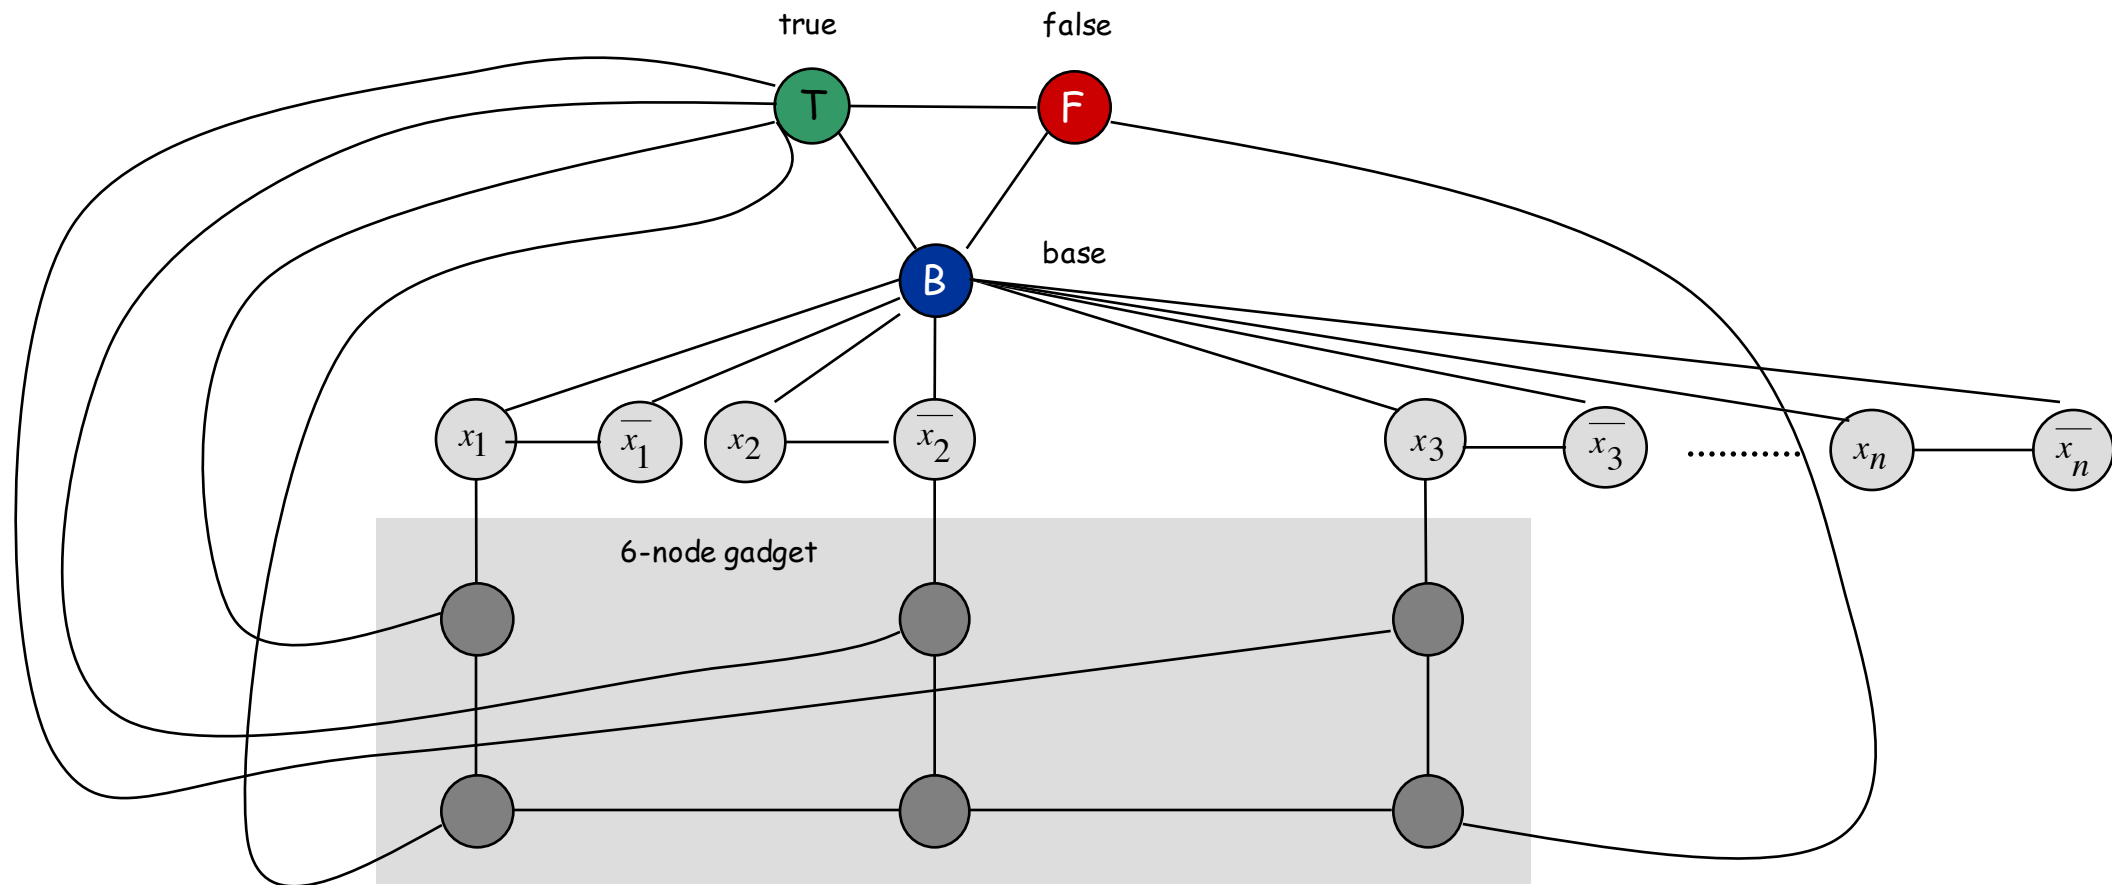 true false
T F
B base
x₁ x̅₁ x₂ x̅₂ x₃ x̅₃ .......... xₙ x̅ₙ
6-node gadget